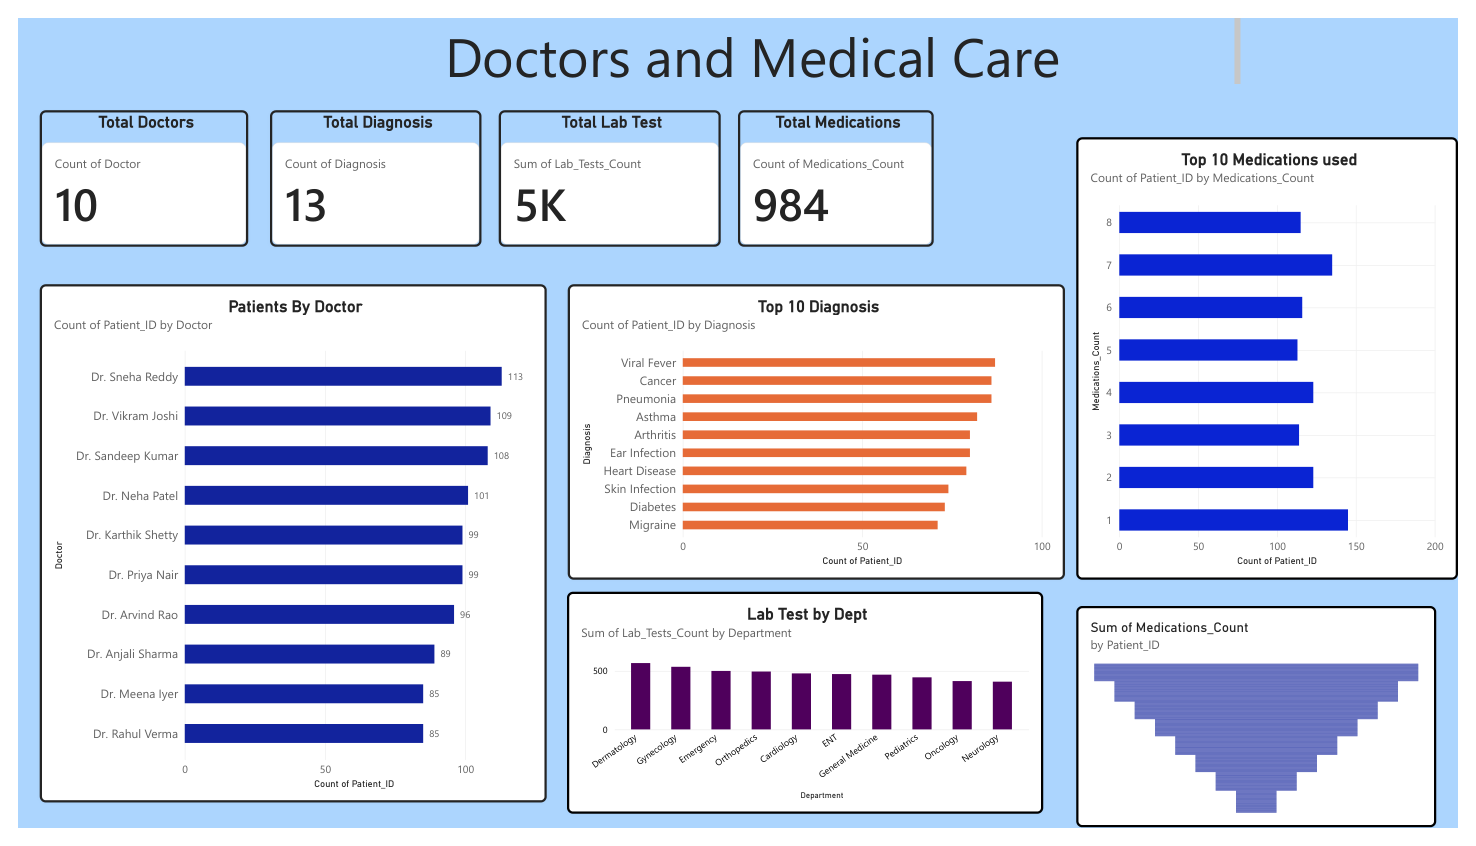 Doctors and Medical Care
Total Doctors
Count of Doctor
10
Total Diagnosis
Count of Diagnosis
13
Total Lab Test
Sum of Lab_Tests_Count
5K
Total Medications
Count of Medications_Count
984
Top 10 Medications used
Count of Patient_ID by Medications_Count
Medications_Count
8
7
6
5
4
3
2
1
0 50 100 150 200
Count of Patient_ID
Patients By Doctor
Count of Patient_ID by Doctor
Doctor
Dr. Sneha Reddy 113
Dr. Vikram Joshi 109
Dr. Sandeep Kumar 108
Dr. Neha Patel 101
Dr. Karthik Shetty 99
Dr. Priya Nair 99
Dr. Arvind Rao 96
Dr. Anjali Sharma 89
Dr. Meena Iyer 85
Dr. Rahul Verma 85
0 50 100
Count of Patient_ID
Top 10 Diagnosis
Count of Patient_ID by Diagnosis
Diagnosis
Viral Fever
Cancer
Pneumonia
Asthma
Arthritis
Ear Infection
Heart Disease
Skin Infection
Diabetes
Migraine
0 50 100
Count of Patient_ID
Lab Test by Dept
Sum of Lab_Tests_Count by Department
500
0
Dermatology
Gynecology
Emergency
Orthopedics
Cardiology
ENT
General Medicine
Pediatrics
Oncology
Neurology
Department
Sum of Medications_Count
by Patient_ID